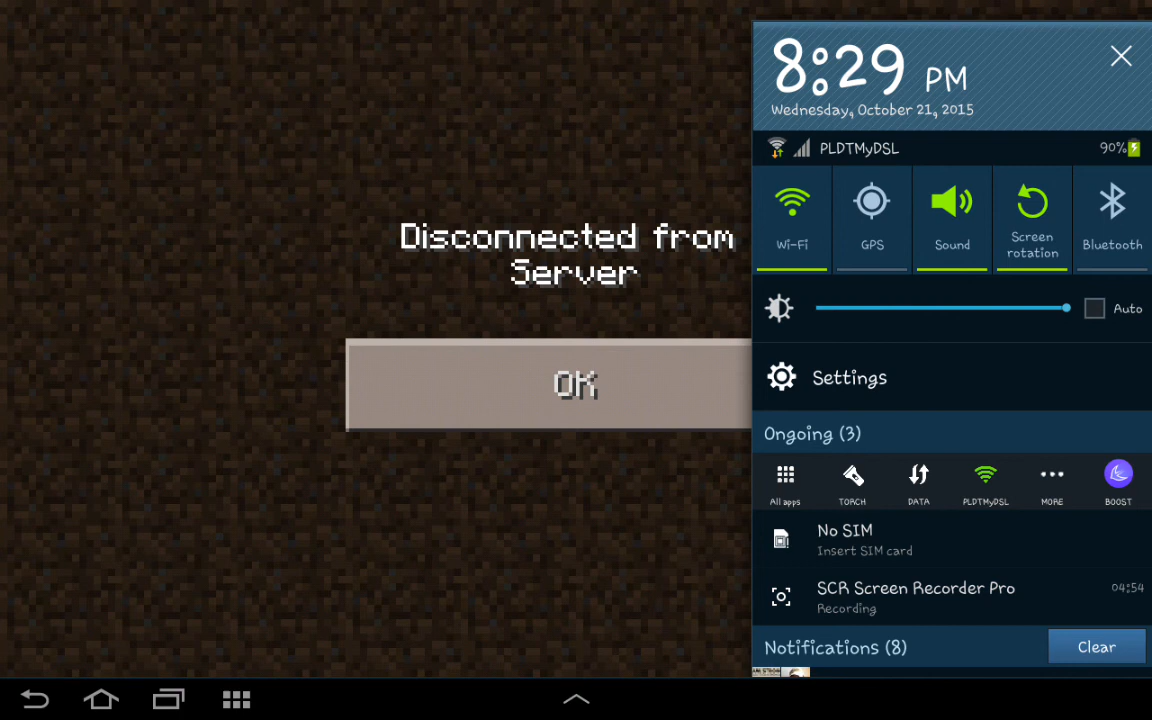 8:29 PM
Wednesday, October 21, 2015
PLDTMyDSL
90%
Wi-Fi
GPS
Sound
Screen
rotation
Bluetooth
Disconnected from
Server
Auto
OK
Settings
Ongoing (3)
All apps
TORCH
DATA
PLDTMyDSL
MORE
BOOST
No SIM
Insert SIM card
SCR Screen Recorder Pro
04:54
Recording
Notifications (8)
Clear